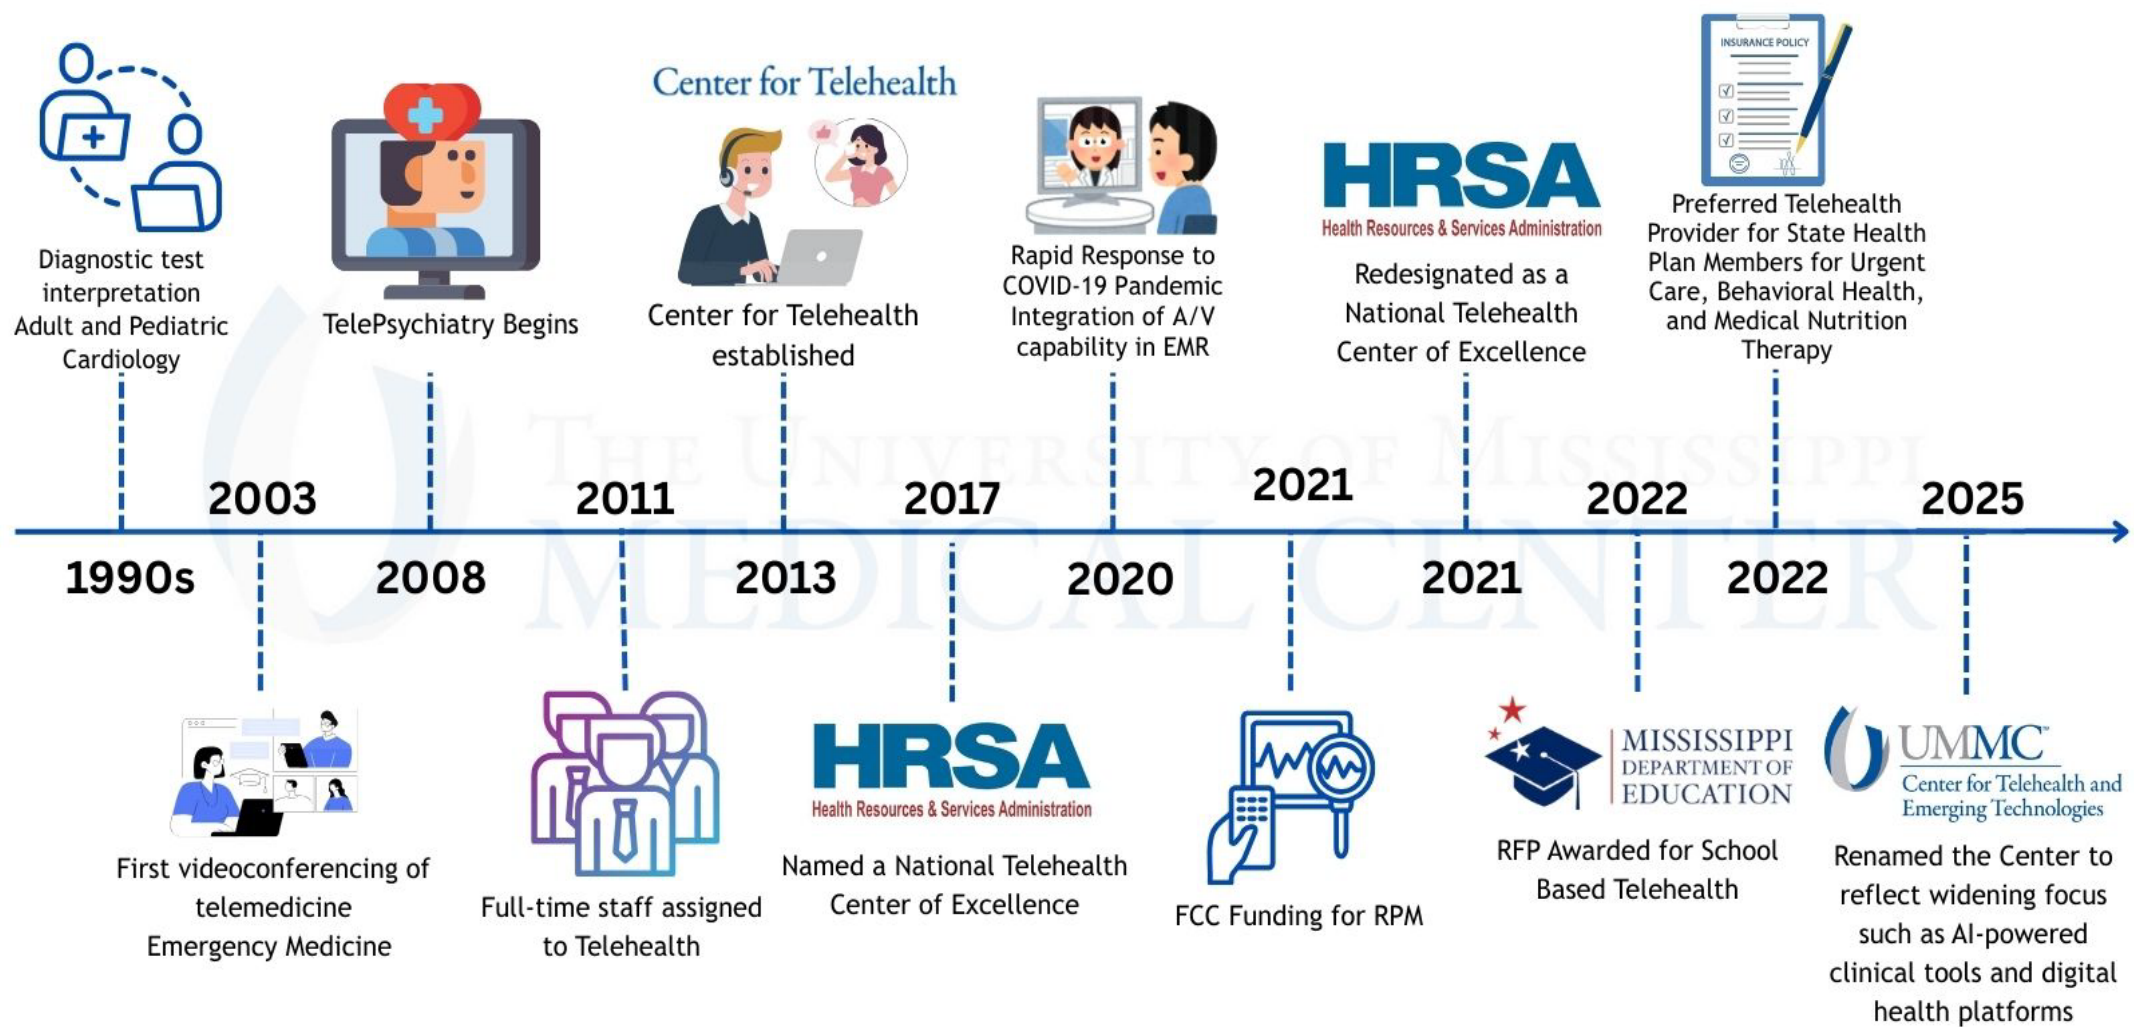 Diagnostic test
interpretation
Adult and Pediatric
Cardiology
1990s
2003
First videoconferencing of
telemedicine
Emergency Medicine
TelePsychiatry Begins
2008
2011
Full-time staff assigned
to Telehealth
Center for Telehealth
Center for Telehealth
established
2013
2017
HRSA
Health Resources & Services Administration
Named a National Telehealth
Center of Excellence
Rapid Response to
COVID-19 Pandemic
Integration of A/V
capability in EMR
2020
2021
FCC Funding for RPM
HRSA
Health Resources & Services Administration
Redesignated as a
National Telehealth
Center of Excellence
2021
2022
MISSISSIPPI
DEPARTMENT OF
EDUCATION
RFP Awarded for School
Based Telehealth
INSURANCE POLICY
Preferred Telehealth
Provider for State Health
Plan Members for Urgent
Care, Behavioral Health,
and Medical Nutrition
Therapy
2022
2025
UMMC™
Center for Telehealth and
Emerging Technologies
Renamed the Center to
reflect widening focus
such as AI-powered
clinical tools and digital
health platforms
THE UNIVERSITY OF MISSISSIPPI
MEDICAL CENTER